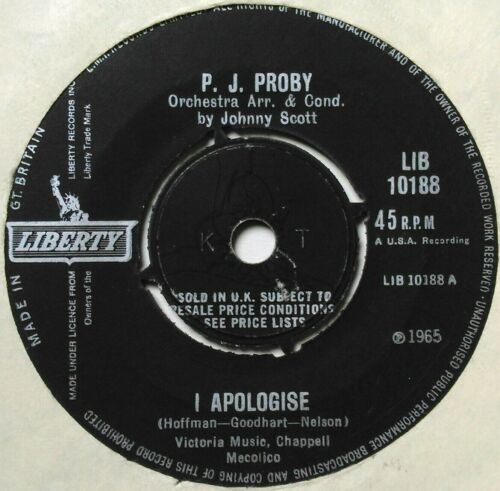 P. J. PROBY
Orchestra Arr. & Cond.
by Johnny Scott
LIB
10188
45 R.P.M
A U.S.A. Recording
LIB 10188 A
℗ 1965
LIBERTY
LIBERTY RECORDS INC
Liberty Trade Mark
MADE UNDER LICENCE FROM
Owners of the
K T
SOLD IN U.K. SUBJECT TO
RESALE PRICE CONDITIONS
SEE PRICE LISTS
I APOLOGISE
(Hoffman—Goodhart—Nelson)
Victoria Music, Chappell
Mecolico
MADE IN GT. BRITAIN
ALL RIGHTS OF THE MANUFACTURER AND OF THE OWNER OF THE RECORDED WORK RESERVED · UNAUTHORISED PUBLIC PERFORMANCE BROADCASTING AND COPYING OF THIS RECORD PROHIBITED